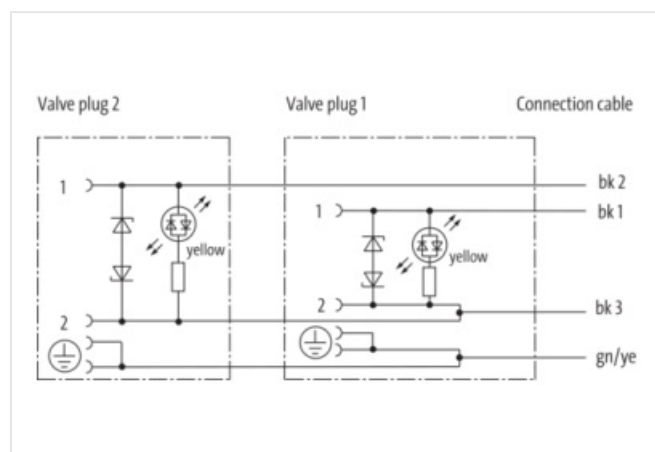 Valve plug 2 Valve plug 1 Connection cable
1 bk 2
1 bk 1
yellow yellow
2 bk 3
2
gn/ye